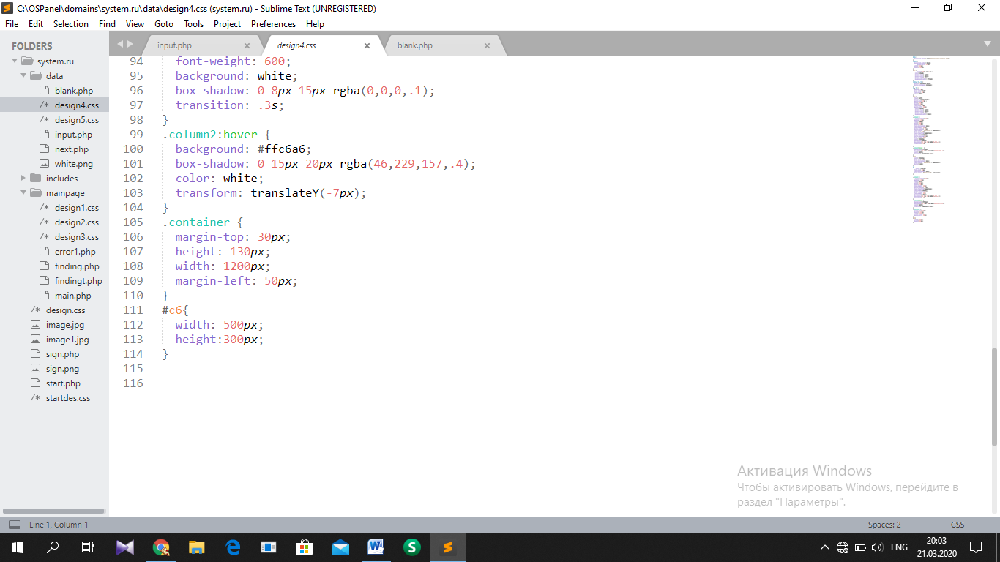 C:\OSPanel\domains\system.ru\data\design4.css (system.ru) - Sublime Text (UNREGISTERED)
File Edit Selection Find View Goto Tools Project Preferences Help
FOLDERS
system.ru
data
blank.php
/* design4.css
/* design5.css
input.php
next.php
white.png
includes
mainpage
/* design1.css
/* design2.css
/* design3.css
error1.php
finding.php
findingt.php
main.php
/* design.css
image.jpg
image1.jpg
sign.php
sign.png
start.php
/* startdes.css
input.php design4.css blank.php
94 font-weight: 600;
95 background: white;
96 box-shadow: 0 8px 15px rgba(0,0,0,.1);
97 transition: .3s;
98 }
99 .column2:hover {
100 background: #ffc6a6;
101 box-shadow: 0 15px 20px rgba(46,229,157,.4);
102 color: white;
103 transform: translateY(-7px);
104 }
105 .container {
106 margin-top: 30px;
107 height: 130px;
108 width: 1200px;
109 margin-left: 50px;
110 }
111 #c6{
112 width: 500px;
113 height:300px;
114 }
115
116
Активация Windows
Чтобы активировать Windows, перейдите в
раздел "Параметры".
Line 1, Column 1 Spaces: 2 CSS
ENG 20:03
21.03.2020